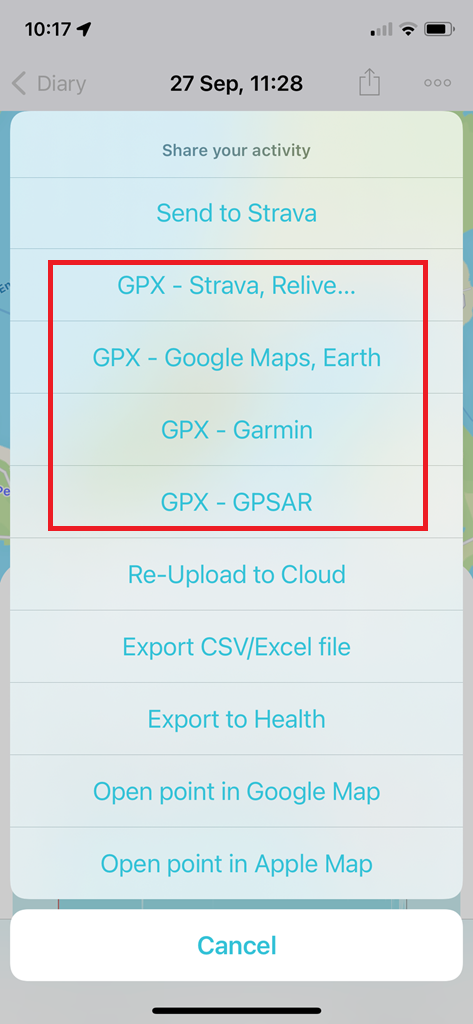 10:17
Diary
27 Sep, 11:28
Share your activity
Send to Strava
GPX - Strava, Relive...
GPX - Google Maps, Earth
GPX - Garmin
GPX - GPSAR
Re-Upload to Cloud
Export CSV/Excel file
Export to Health
Open point in Google Map
Open point in Apple Map
Cancel